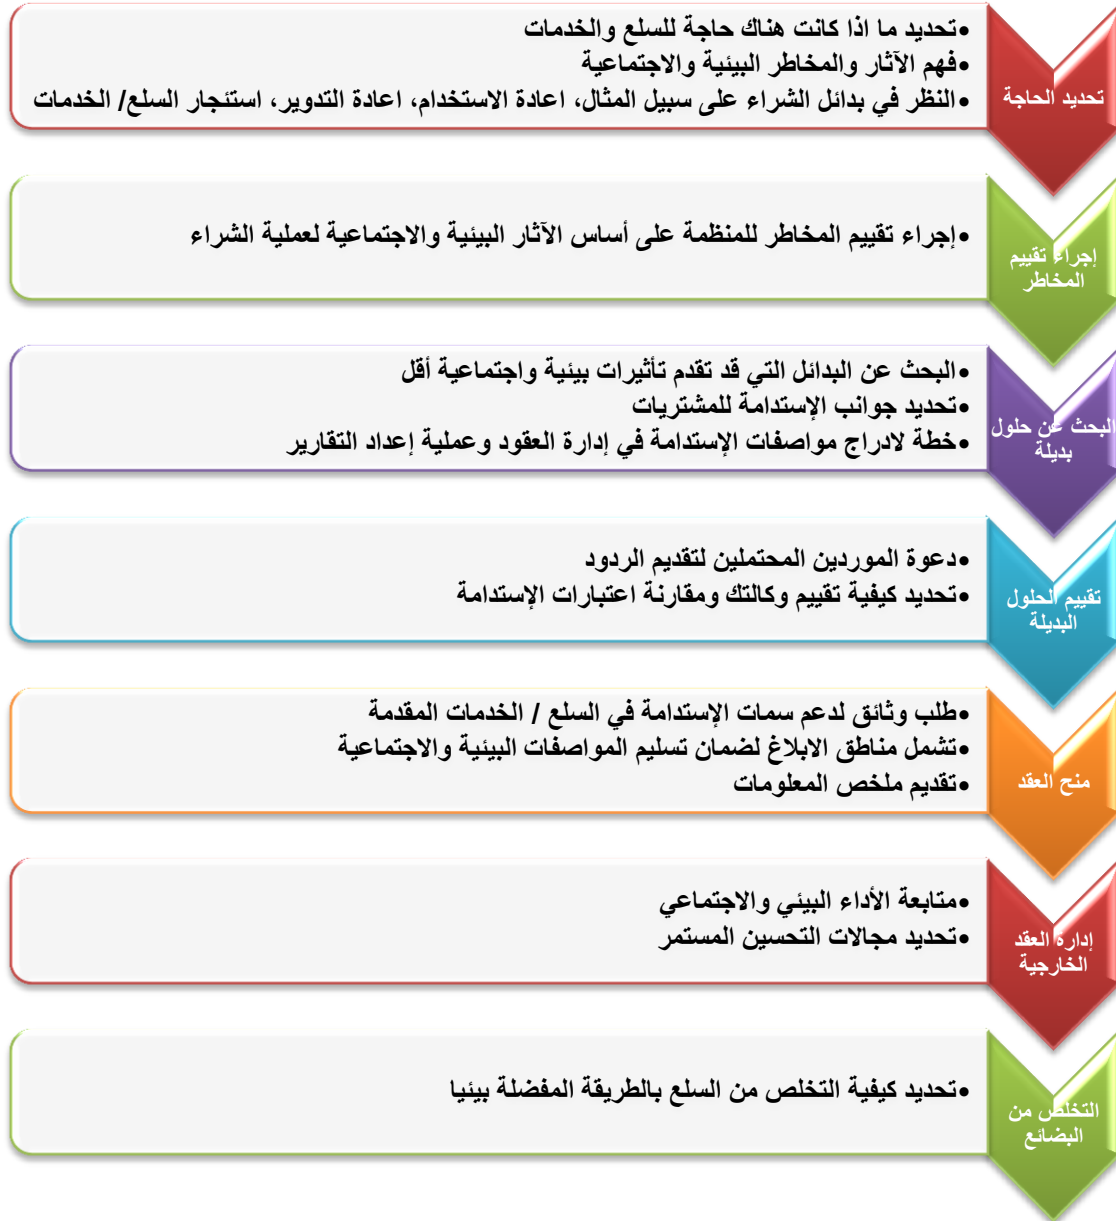 تحديد الحاجة
•تحديد ما اذا كانت هناك حاجة للسلع والخدمات
•فهم الآثار والمخاطر البيئية والاجتماعية
•النظر في بدائل الشراء على سبيل المثال، اعادة الاستخدام، اعادة التدوير، استئجار السلع/ الخدمات
إجراء تقييم
المخاطر
•إجراء تقييم المخاطر للمنظمة على أساس الآثار البيئية والاجتماعية لعملية الشراء
البحث عن حلول
بديلة
•البحث عن البدائل التي قد تقدم تأثيرات بيئية واجتماعية أقل
•تحديد جوانب الإستدامة للمشتريات
•خطة لادراج مواصفات الإستدامة في إدارة العقود وعملية إعداد التقارير
تقييم الحلول
البديلة
•دعوة الموردين المحتملين لتقديم الردود
•تحديد كيفية تقييم وكالتك ومقارنة اعتبارات الإستدامة
منح العقد
•طلب وثائق لدعم سمات الإستدامة في السلع / الخدمات المقدمة
•تشمل مناطق الابلاغ لضمان تسليم المواصفات البيئية والاجتماعية
•تقديم ملخص المعلومات
إدارة العقد
الخارجية
•متابعة الأداء البيئي والاجتماعي
•تحديد مجالات التحسين المستمر
التخلص من
البضائع
•تحديد كيفية التخلص من السلع بالطريقة المفضلة بيئيا